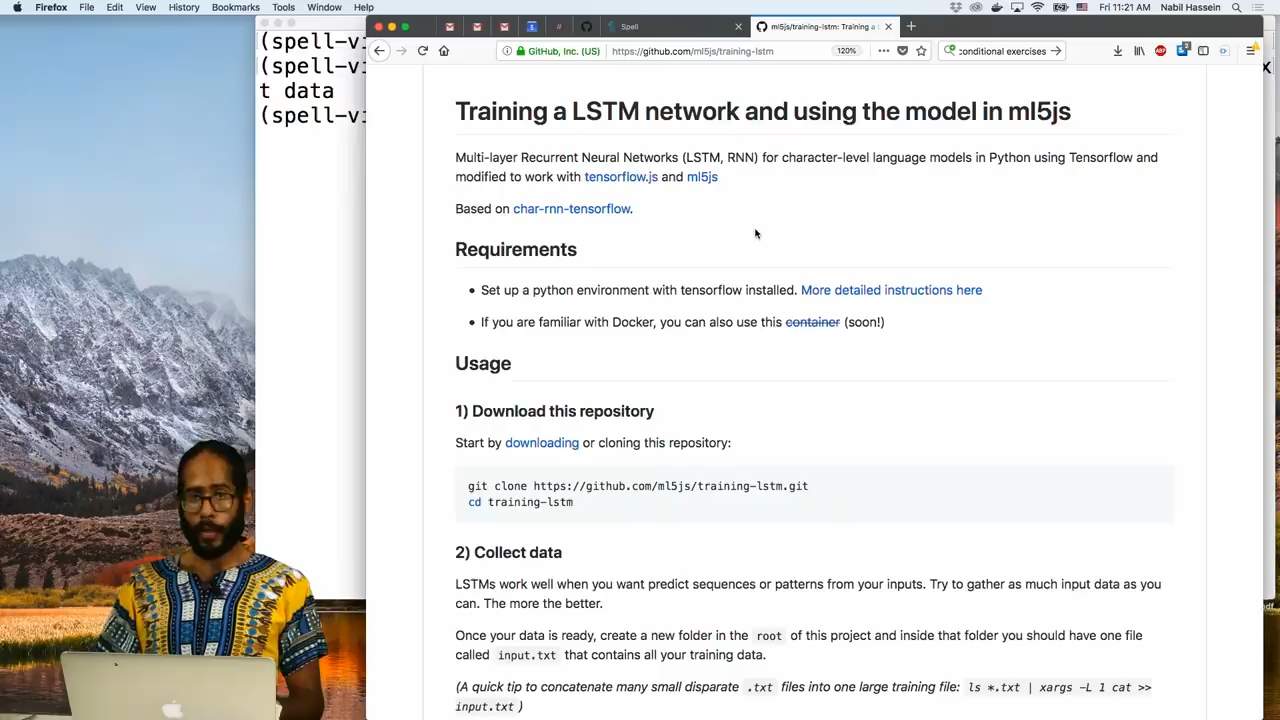 Firefox File Edit View History Bookmarks Tools Window Help
Fri 11:21 AM Nabil Hassein
Spell
ml5js/training-lstm: Training a L
GitHub, Inc. (US)
https://github.com/ml5js/training-lstm
120%
conditional exercises
(spell-vi
(spell-vi
t data
(spell-vi
x
Training a LSTM network and using the model in ml5js
Multi-layer Recurrent Neural Networks (LSTM, RNN) for character-level language models in Python using Tensorflow and
modified to work with tensorflow.js and ml5js
Based on char-rnn-tensorflow.
Requirements
• Set up a python environment with tensorflow installed. More detailed instructions here
• If you are familiar with Docker, you can also use this container (soon!)
Usage
1) Download this repository
Start by downloading or cloning this repository:
git clone https://github.com/ml5js/training-lstm.git
cd training-lstm
2) Collect data
LSTMs work well when you want predict sequences or patterns from your inputs. Try to gather as much input data as you
can. The more the better.
Once your data is ready, create a new folder in the root of this project and inside that folder you should have one file
called input.txt that contains all your training data.
(A quick tip to concatenate many small disparate .txt files into one large training file: ls *.txt | xargs -L 1 cat >>
input.txt )